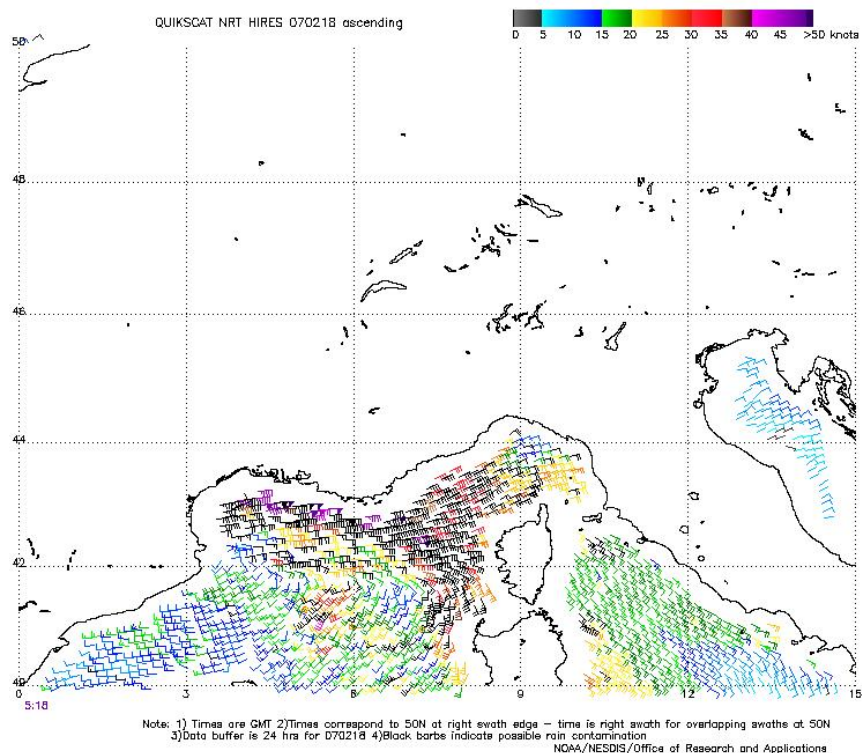 QUIKSCAT NRT HIRES 070218 ascending
0 5 10 15 20 25 30 35 40 45 >50 knots
50
48
46
44
42
40
0 3 6 9 12 15
5:18
Note: 1) Times are GMT 2)Times correspond to 50N at right swath edge – time is right swath for overlapping swaths at 50N
3)Data buffer is 24 hrs for 070218 4)Black barbs indicate possible rain contamination
NOAA/NESDIS/Office of Research and Applications